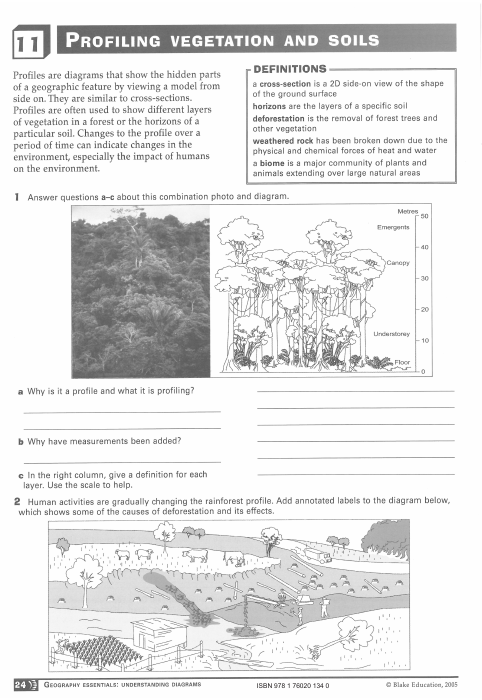 11 PROFILING VEGETATION AND SOILS
Profiles are diagrams that show the hidden parts
of a geographic feature by viewing a model from
side on. They are similar to cross-sections.
Profiles are often used to show different layers
of vegetation in a forest or the horizons of a
particular soil. Changes to the profile over a
period of time can indicate changes in the
environment, especially the impact of humans
on the environment.
DEFINITIONS
a cross-section is a 2D side-on view of the shape
of the ground surface
horizons are the layers of a specific soil
deforestation is the removal of forest trees and
other vegetation
weathered rock has been broken down due to the
physical and chemical forces of heat and water
a biome is a major community of plants and
animals extending over large natural areas
1 Answer questions a–c about this combination photo and diagram.
Metres
50
Emergents
40
Canopy
30
20
Understorey
10
Floor
0
a Why is it a profile and what it is profiling?
b Why have measurements been added?
c In the right column, give a definition for each
layer. Use the scale to help.
2 Human activities are gradually changing the rainforest profile. Add annotated labels to the diagram below,
which shows some of the causes of deforestation and its effects.
24 GEOGRAPHY ESSENTIALS: UNDERSTANDING DIAGRAMS
ISBN 978 1 76020 134 0
© Blake Education, 2005